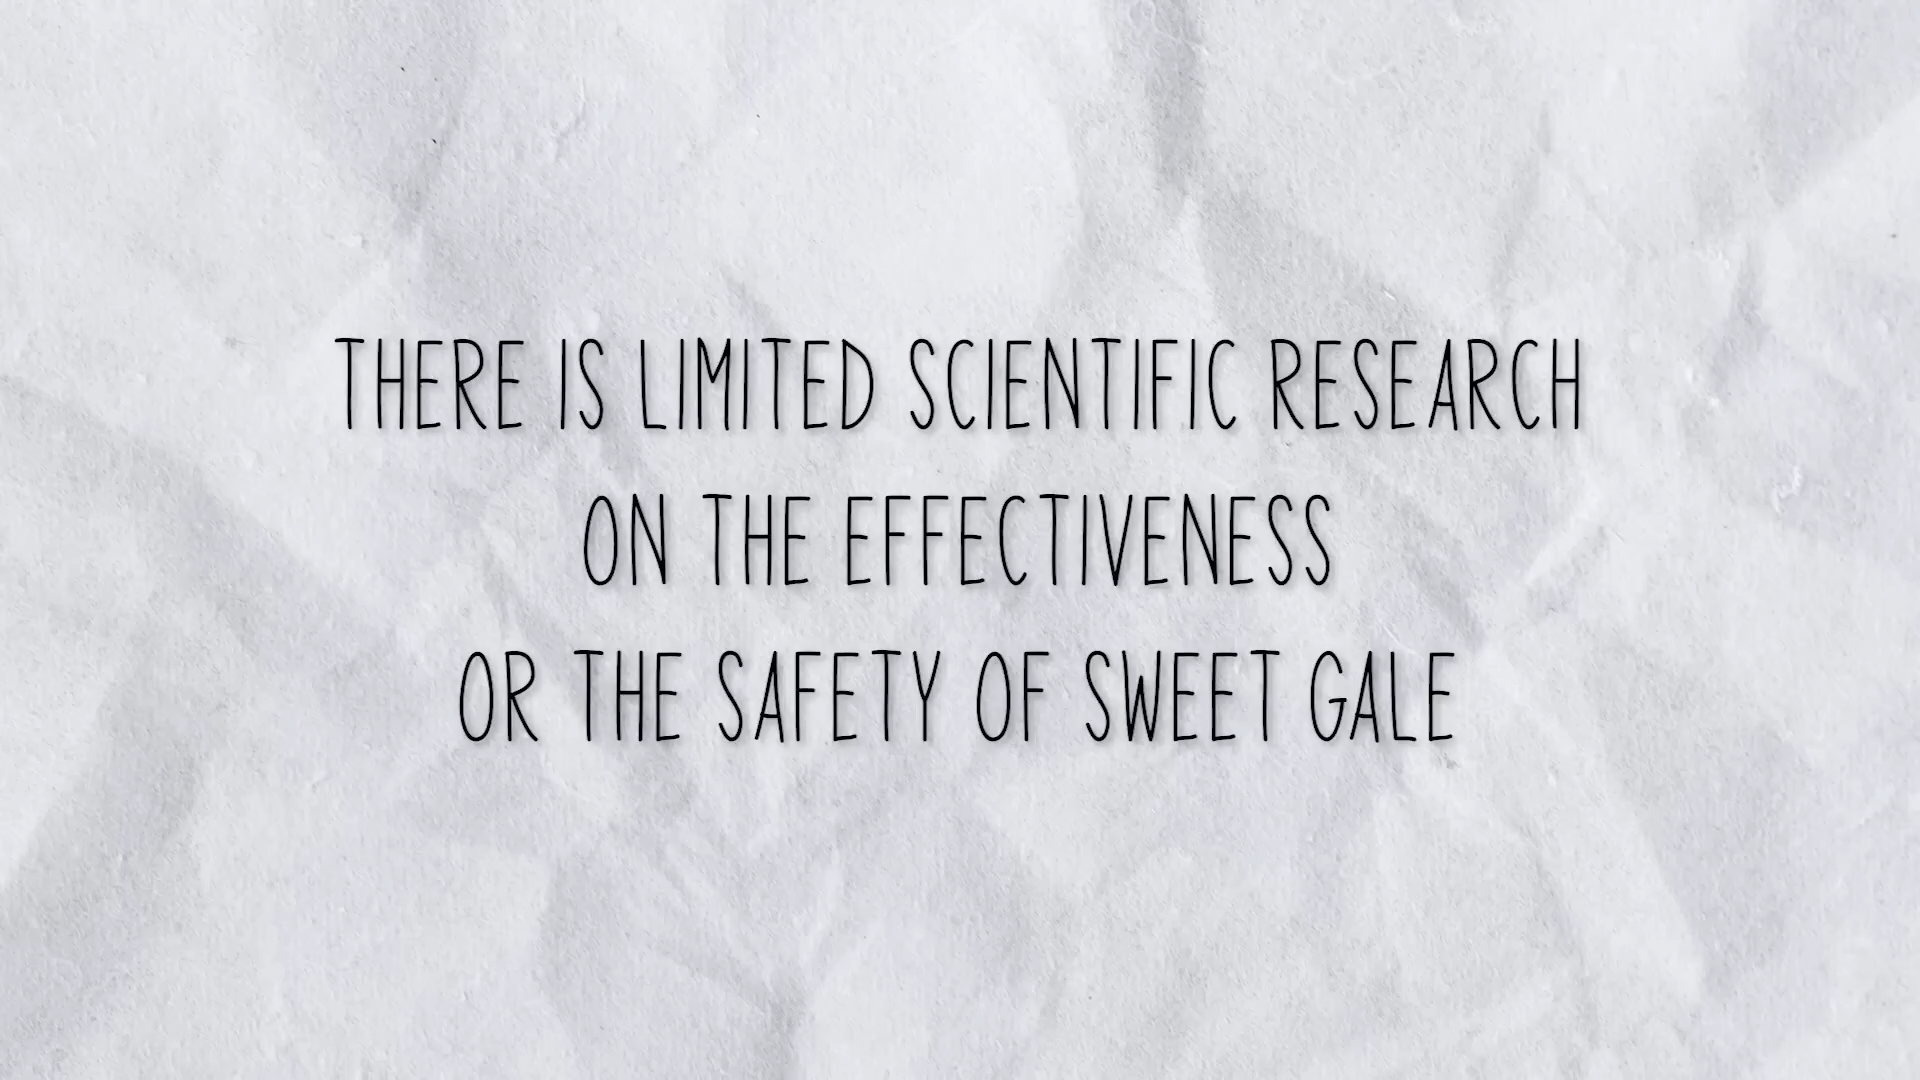 THERE IS LIMITED SCIENTIFIC RESEARCH
ON THE EFFECTIVENESS
OR THE SAFETY OF SWEET GALE